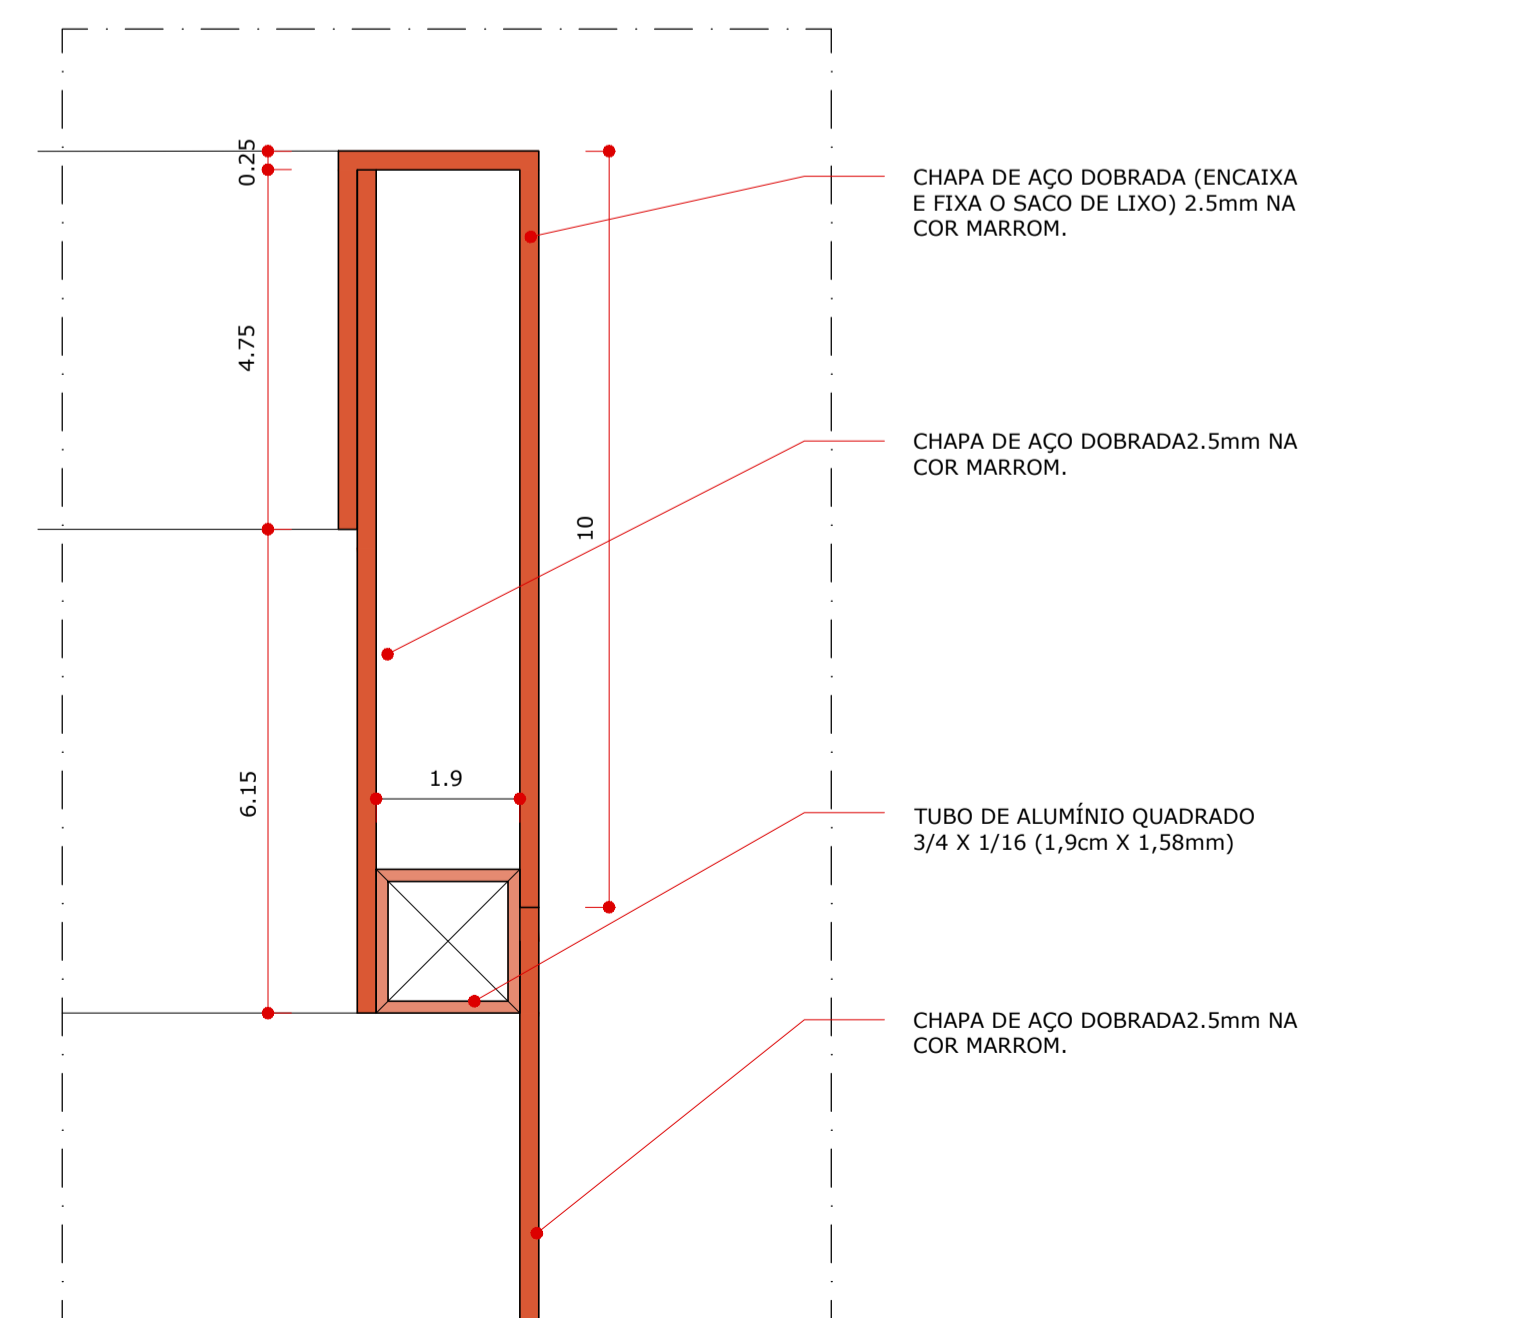 0.25
CHAPA DE AÇO DOBRADA (ENCAIXA
E FIXA O SACO DE LIXO) 2.5mm NA
COR MARROM.
4.75
CHAPA DE AÇO DOBRADA2.5mm NA
COR MARROM.
10
6.15
1.9
TUBO DE ALUMÍNIO QUADRADO
3/4 X 1/16 (1,9cm X 1,58mm)
CHAPA DE AÇO DOBRADA2.5mm NA
COR MARROM.